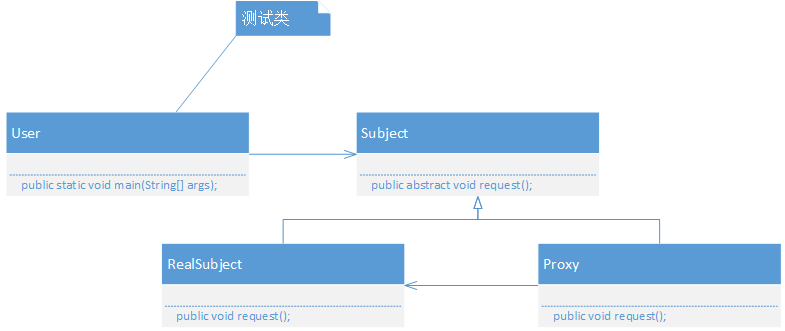 测试类
User
public static void main(String[] args);
Subject
public abstract void request();
RealSubject
public void request();
Proxy
public void request();